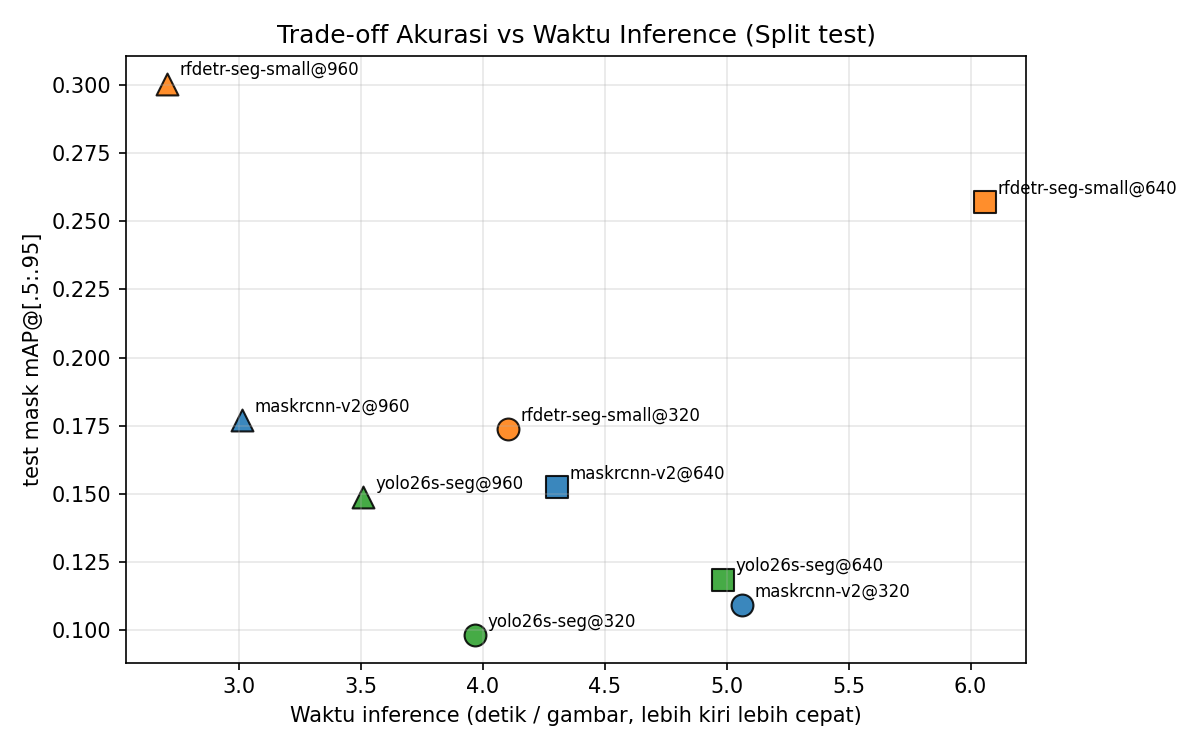 Trade-off Akurasi vs Waktu Inference (Split test)
rfdetr-seg-small@960
0.300
0.275
rfdetr-seg-small@640
0.250
0.225
0.200
maskrcnn-v2@960
rfdetr-seg-small@320
0.175
maskrcnn-v2@640
yolo26s-seg@960
0.150
yolo26s-seg@640
0.125
maskrcnn-v2@320
yolo26s-seg@320
0.100
test mask mAP@[.5:.95]
3.0 3.5 4.0 4.5 5.0 5.5 6.0
Waktu inference (detik / gambar, lebih kiri lebih cepat)